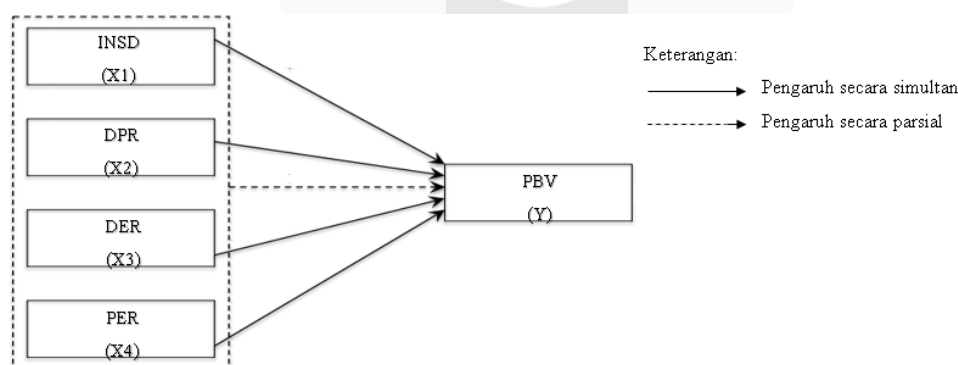 INSD
(X1)
DPR
(X2)
DER
(X3)
PER
(X4)
PBV
(Y)
Keterangan:
Pengaruh secara simultan
Pengaruh secara parsial